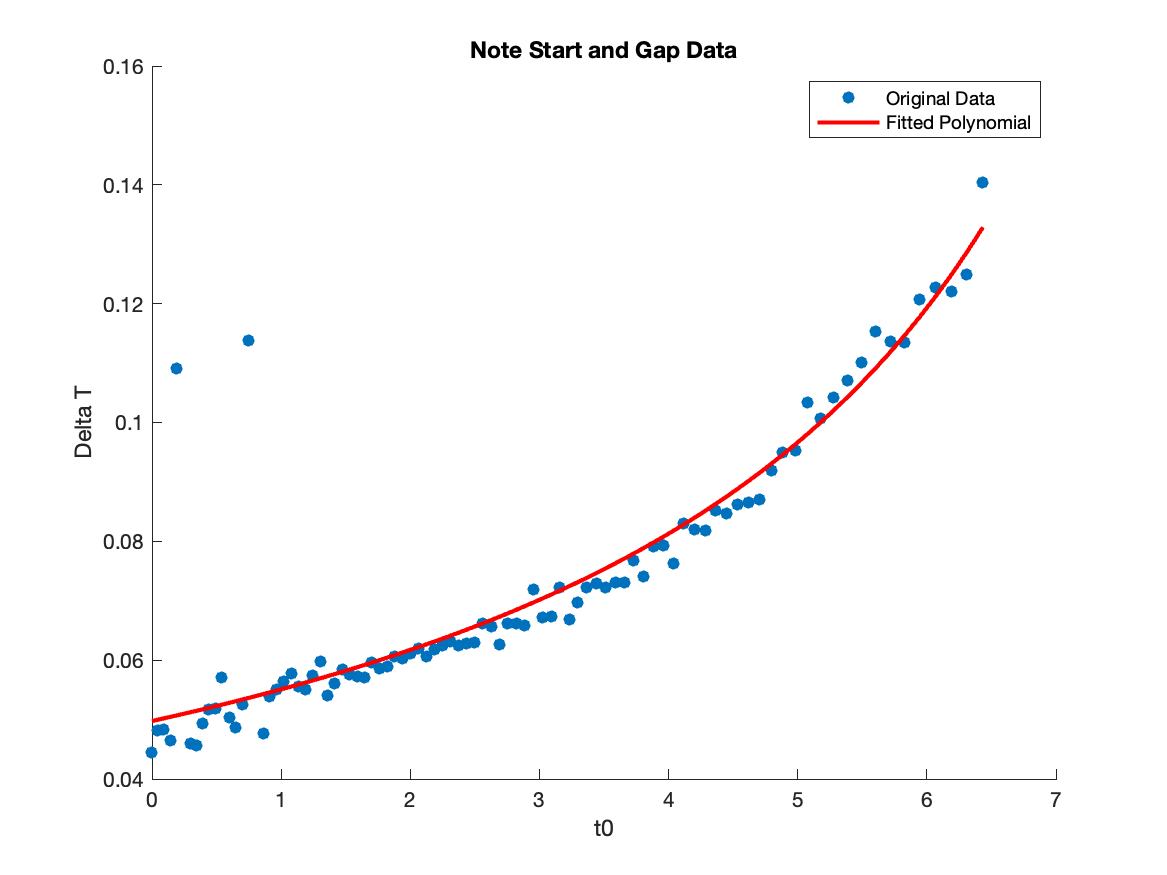 Note Start and Gap Data
0.16
0.14
0.12
0.1
0.08
0.06
0.04
Delta T
Original Data
Fitted Polynomial
0 1 2 3 4 5 6 7
t0